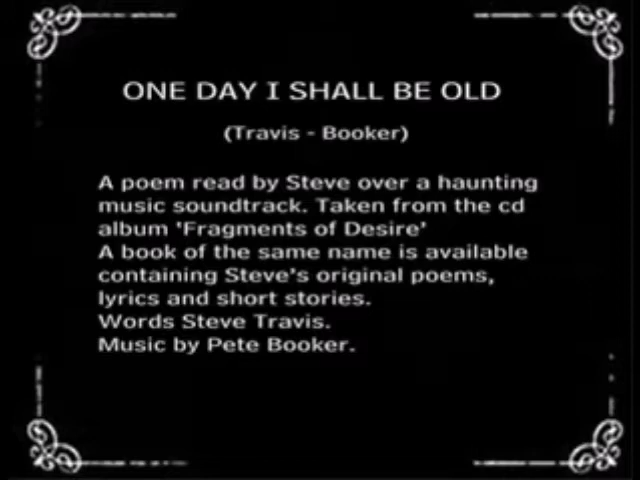 ONE DAY I SHALL BE OLD
(Travis - Booker)
A poem read by Steve over a haunting
music soundtrack. Taken from the cd
album 'Fragments of Desire'
A book of the same name is available
containing Steve's original poems,
lyrics and short stories.
Words Steve Travis.
Music by Pete Booker.